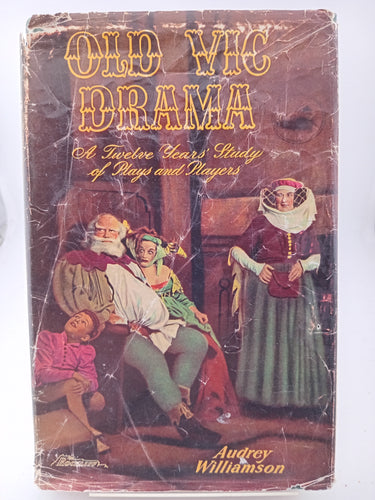 OLD VIC
DRAMA
A Twelve Years' Study
of Plays and Players
Audrey
Williamson